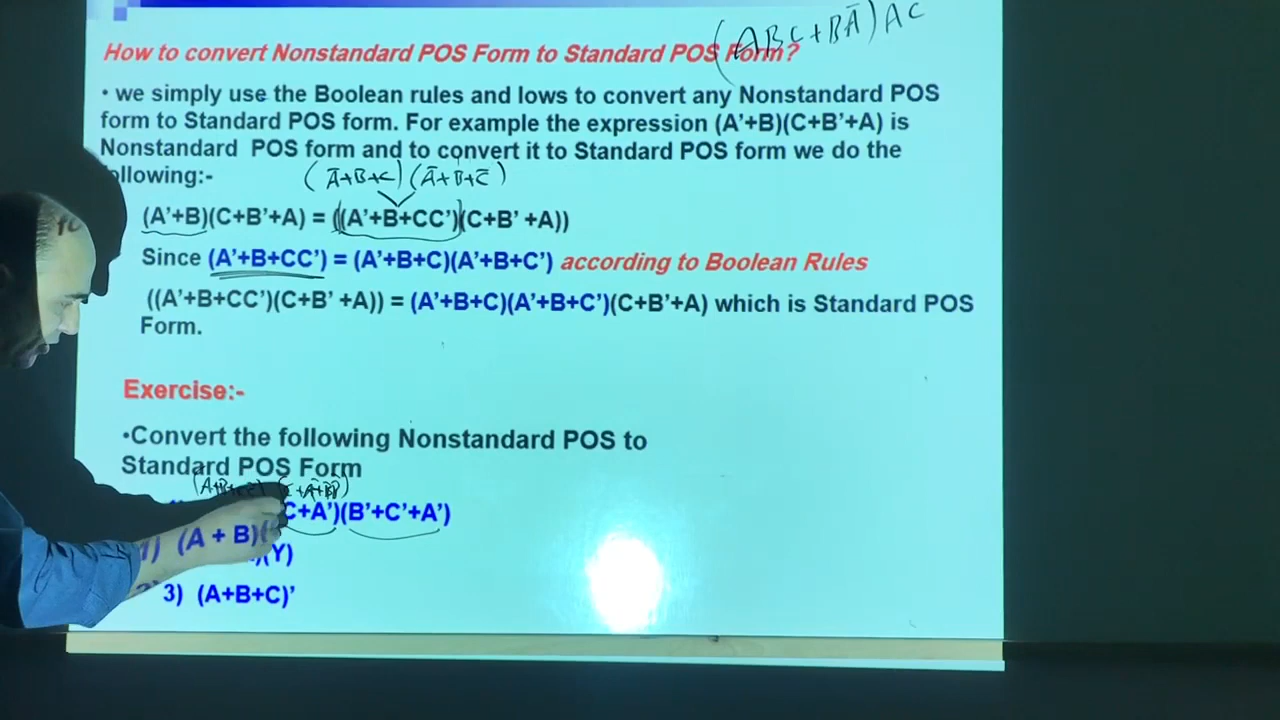 (ABC+BĀ)AC
How to convert Nonstandard POS Form to Standard POS Form?
• we simply use the Boolean rules and lows to convert any Nonstandard POS
form to Standard POS form. For example the expression (A'+B)(C+B'+A) is
Nonstandard POS form and to convert it to Standard POS form we do the
ollowing:-
(Ā+B+C)(Ā+B+C̄)
(A'+B)(C+B'+A) = ((A'+B+CC')(C+B' +A))
Since (A'+B+CC') = (A'+B+C)(A'+B+C') according to Boolean Rules
((A'+B+CC')(C+B' +A)) = (A'+B+C)(A'+B+C')(C+B'+A) which is Standard POS
Form.
Exercise:-
•Convert the following Nonstandard POS to
Standard POS Form
1) (A + B)( C+A')(B'+C'+A')
)(Y)
3) (A+B+C)'